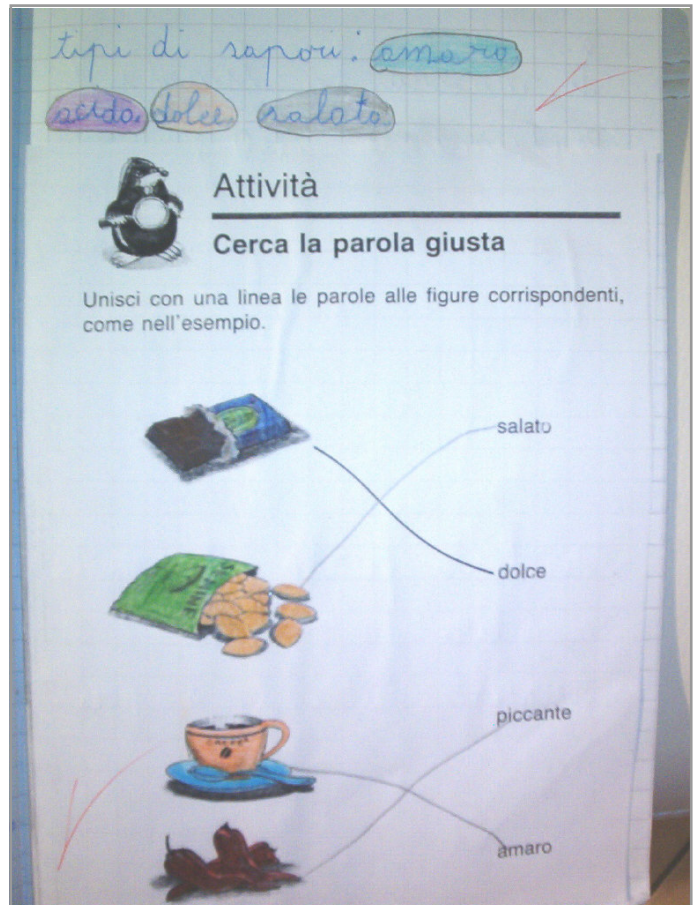 tipi di sapori: amaro
acido dolce salato
Attività
Cerca la parola giusta
Unisci con una linea le parole alle figure corrispondenti,
come nell'esempio.
salato
dolce
piccante
amaro